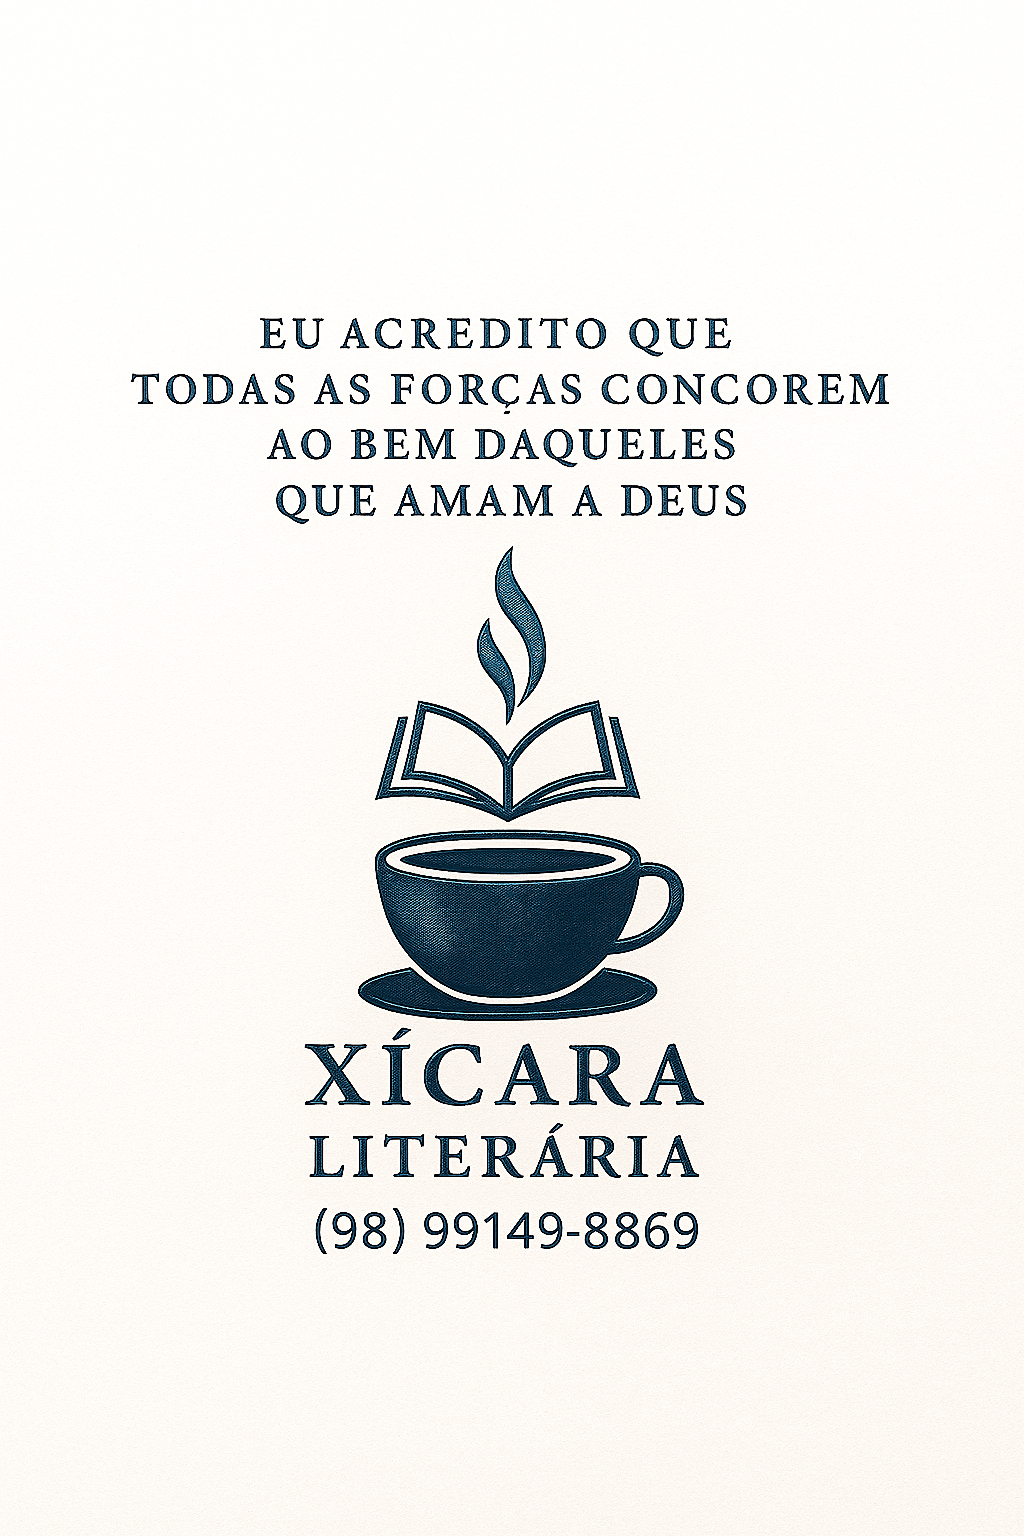 EU ACREDITO QUE
TODAS AS FORÇAS CONCOREM
AO BEM DAQUELES
QUE AMAM A DEUS
XÍCARA
LITERÁRIA
(98) 99149-8869